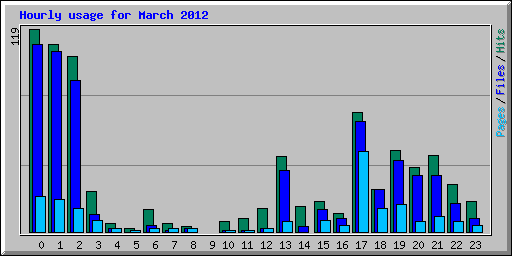 Hourly usage for March 2012
119
Pages/Files/Hits
0 1 2 3 4 5 6 7 8 9 10 11 12 13 14 15 16 17 18 19 20 21 22 23